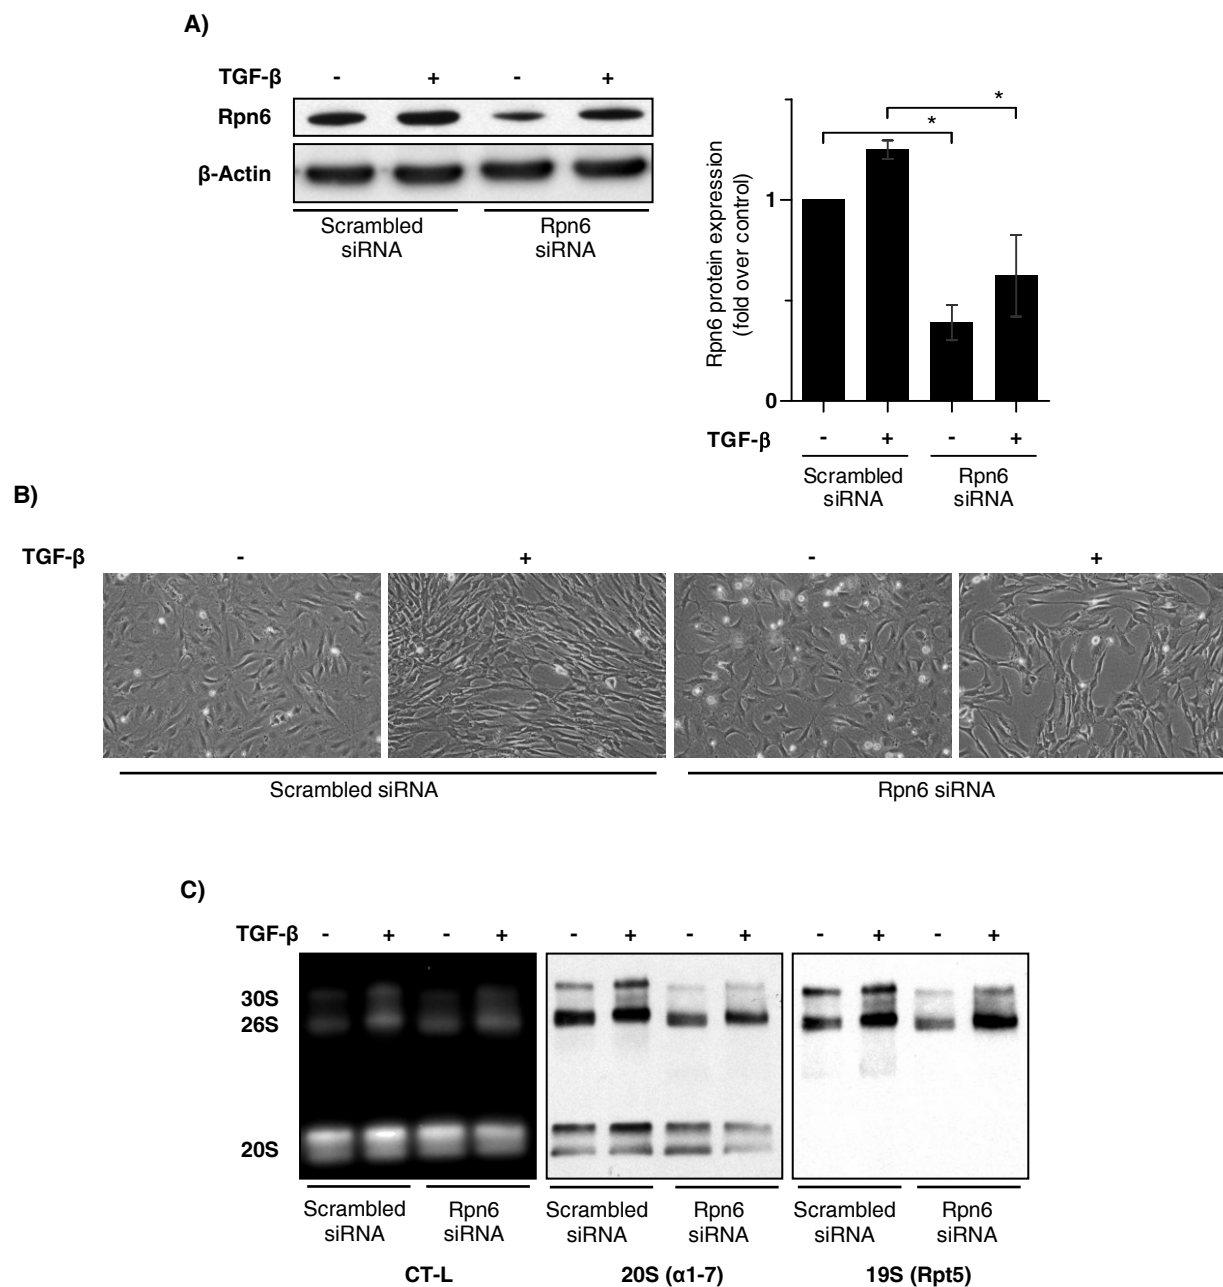 A)
TGF-β - + - +
Rpn6
β-Actin
Scrambled siRNA
Rpn6 siRNA
Rpn6 protein expression
(fold over control)
1
0
* *
TGF-β - + - +
Scrambled siRNA
Rpn6 siRNA
B)
TGF-β - + - +
Scrambled siRNA
Rpn6 siRNA
C)
TGF-β - + - + - + - + - + - +
30S
26S
20S
Scrambled siRNA
Rpn6 siRNA
Scrambled siRNA
Rpn6 siRNA
Scrambled siRNA
Rpn6 siRNA
CT-L
20S (α1-7)
19S (Rpt5)